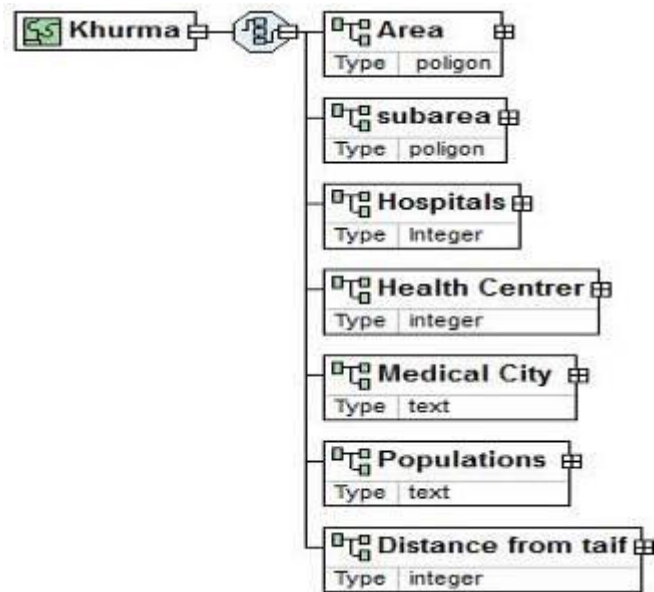 Khurma
Area
Type poligon
subarea
Type poligon
Hospitals
Type Integer
Health Centrer
Type integer
Medical City
Type text
Populations
Type text
Distance from taif
Type integer